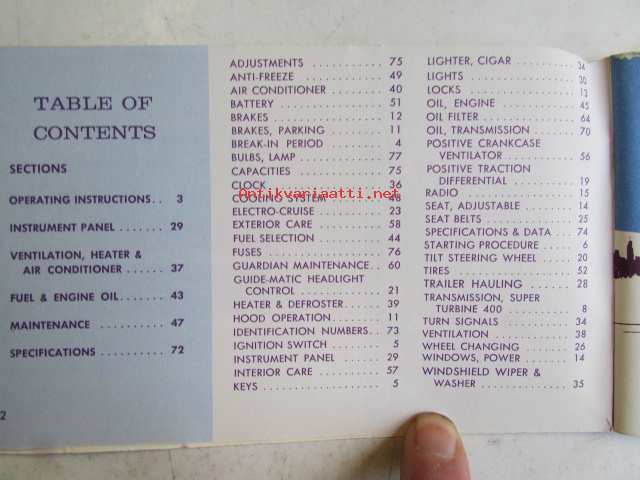 TABLE OF
CONTENTS
SECTIONS
OPERATING INSTRUCTIONS . . 3
INSTRUMENT PANEL . . . . . . . 29
VENTILATION, HEATER &
AIR CONDITIONER . . . . . . 37
FUEL & ENGINE OIL . . . . . . . 43
MAINTENANCE . . . . . . . . . . 47
SPECIFICATIONS . . . . . . . . . . 72
2
ADJUSTMENTS . . . . . . . . . . . 75
ANTI-FREEZE . . . . . . . . . . . . 49
AIR CONDITIONER . . . . . . . . . 40
BATTERY . . . . . . . . . . . . . . 51
BRAKES . . . . . . . . . . . . . . . 12
BRAKES, PARKING . . . . . . . . 11
BREAK-IN PERIOD . . . . . . . . 4
BULBS, LAMP . . . . . . . . . . . 77
CAPACITIES . . . . . . . . . . . . 75
CLOCK . . . . . . . . . . . . . . . 36
COOLING SYSTEM . . . . . . . . 48
ELECTRO-CRUISE . . . . . . . . . 23
EXTERIOR CARE . . . . . . . . . . 58
FUEL SELECTION . . . . . . . . . 44
FUSES . . . . . . . . . . . . . . . . 76
GUARDIAN MAINTENANCE . . 60
GUIDE-MATIC HEADLIGHT
CONTROL . . . . . . . . . . . . 21
HEATER & DEFROSTER . . . . . . 39
HOOD OPERATION . . . . . . . . 11
IDENTIFICATION NUMBERS . . 73
IGNITION SWITCH . . . . . . . . 5
INSTRUMENT PANEL . . . . . . . 29
INTERIOR CARE . . . . . . . . . . 57
KEYS . . . . . . . . . . . . . . . . . 5
LIGHTER, CIGAR . . . . . . . . . . 34
LIGHTS . . . . . . . . . . . . . . . 30
LOCKS . . . . . . . . . . . . . . . 13
OIL, ENGINE . . . . . . . . . . . . 45
OIL FILTER . . . . . . . . . . . . . 64
OIL, TRANSMISSION . . . . . . . 70
POSITIVE CRANKCASE
VENTILATOR . . . . . . . . . . . 56
POSITIVE TRACTION
DIFFERENTIAL . . . . . . . . . . 19
RADIO . . . . . . . . . . . . . . . . 15
SEAT, ADJUSTABLE . . . . . . . . 14
SEAT BELTS . . . . . . . . . . . . . 25
SPECIFICATIONS & DATA . . . . 74
STARTING PROCEDURE . . . . . . 6
TILT STEERING WHEEL . . . . . . 20
TIRES . . . . . . . . . . . . . . . . 52
TRAILER HAULING . . . . . . . . 28
TRANSMISSION, SUPER
TURBINE 400 . . . . . . . . . . 8
TURN SIGNALS . . . . . . . . . . 34
VENTILATION . . . . . . . . . . . 38
WHEEL CHANGING . . . . . . . . 26
WINDOWS, POWER . . . . . . . 14
WINDSHIELD WIPER &
WASHER . . . . . . . . . . . . . 35
Antikvariaatti.net